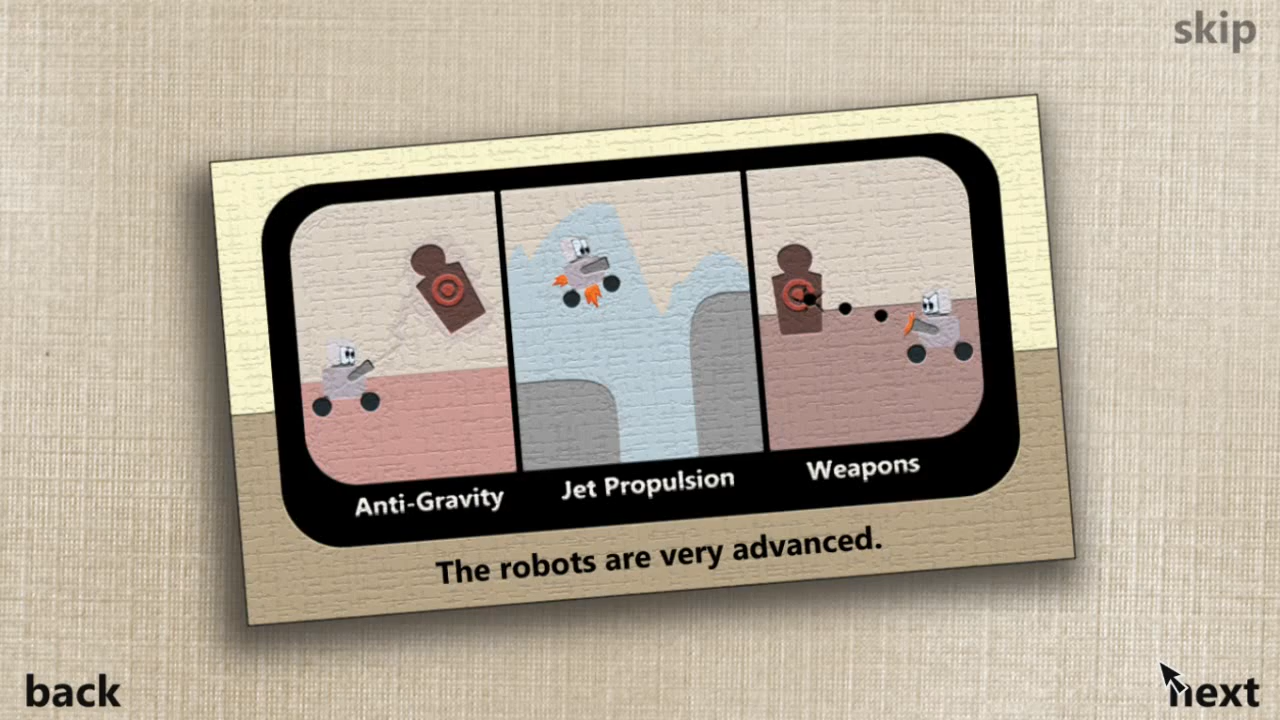 skip
Anti-Gravity
Jet Propulsion
Weapons
The robots are very advanced.
back
next